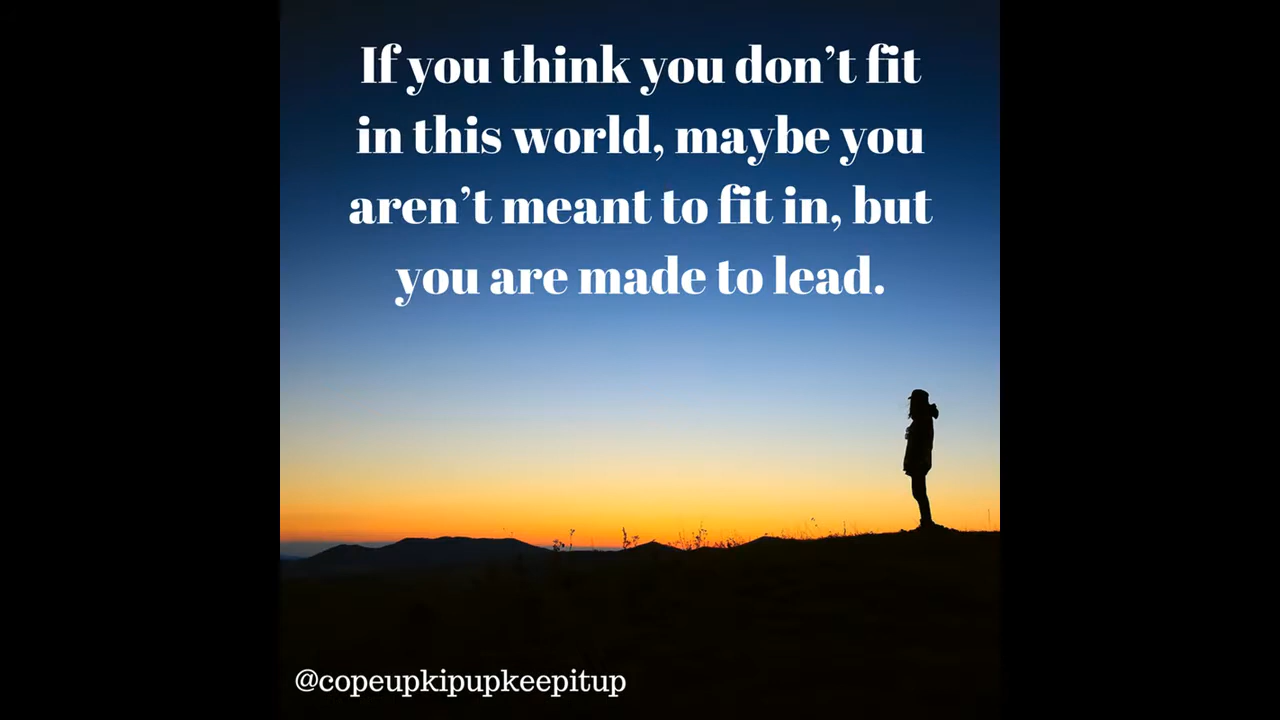 If you think you don’t fit
in this world, maybe you
aren’t meant to fit in, but
you are made to lead.
@copeupkipupkeepitup